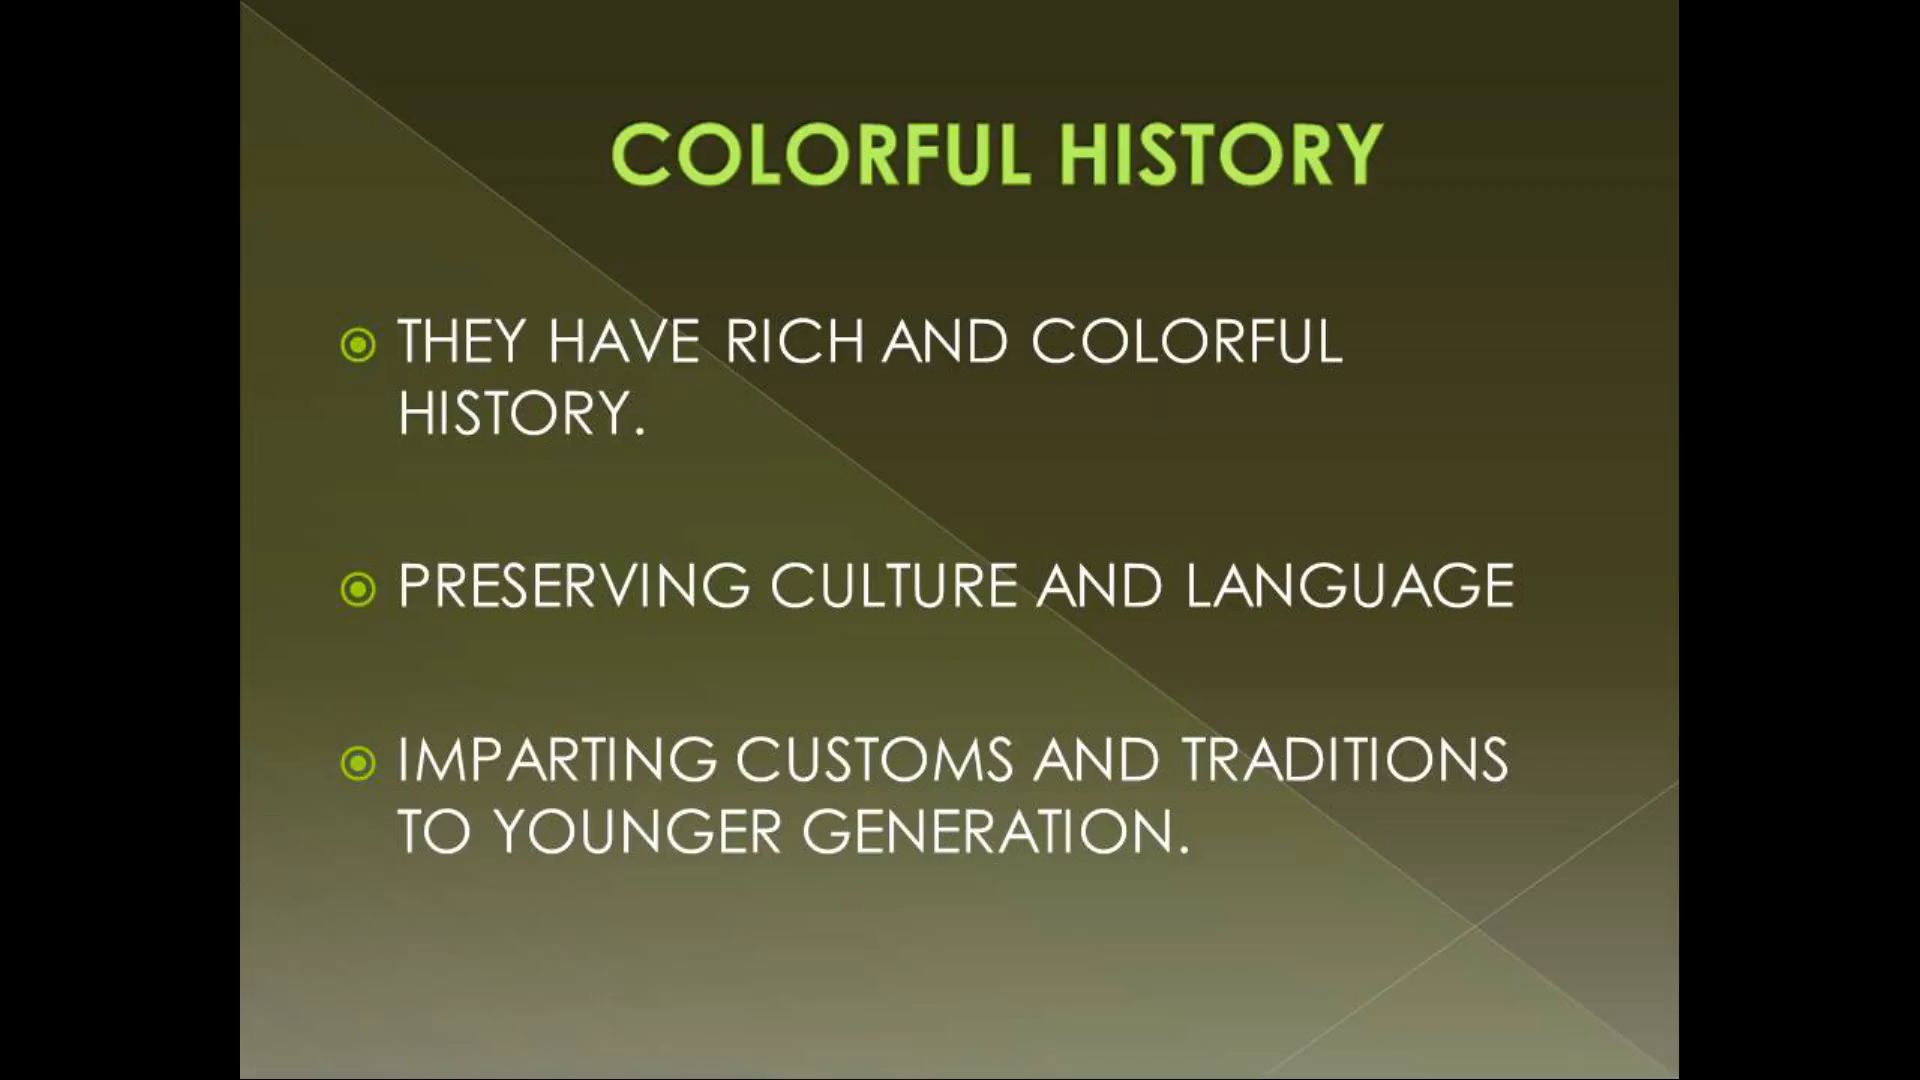 COLORFUL HISTORY
THEY HAVE RICH AND COLORFUL
HISTORY.
PRESERVING CULTURE AND LANGUAGE
IMPARTING CUSTOMS AND TRADITIONS
TO YOUNGER GENERATION.